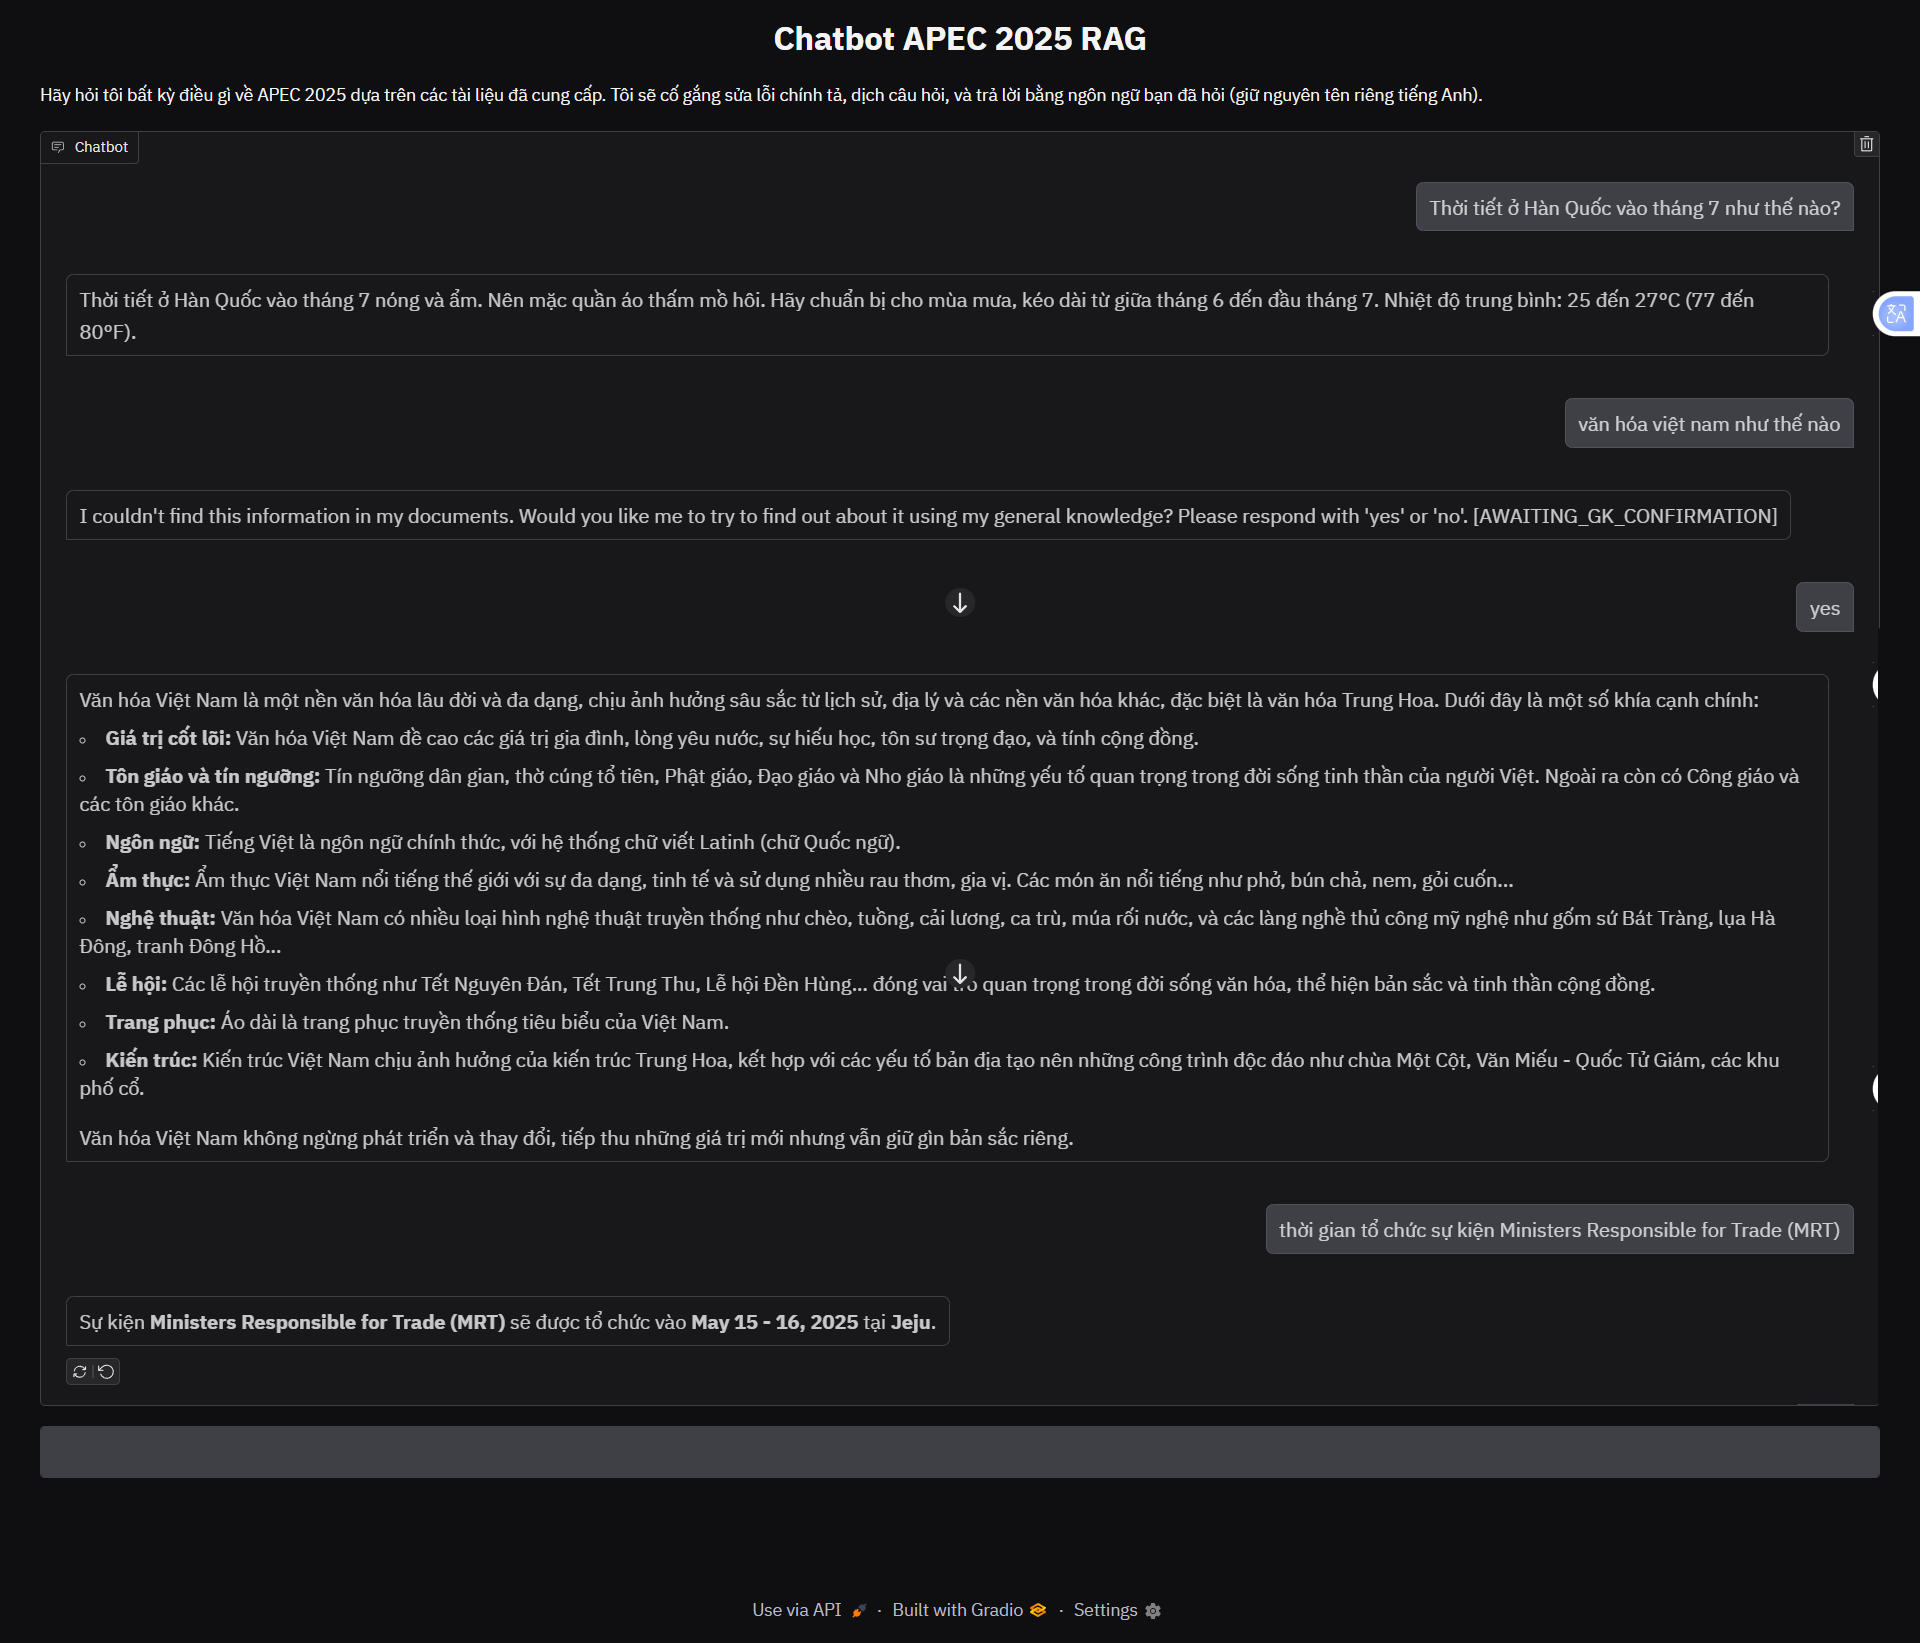 Chatbot APEC 2025 RAG
Hãy hỏi tôi bất kỳ điều gì về APEC 2025 dựa trên các tài liệu đã cung cấp. Tôi sẽ cố gắng sửa lỗi chính tả, dịch câu hỏi, và trả lời bằng ngôn ngữ bạn đã hỏi (giữ nguyên tên riêng tiếng Anh).
Chatbot
Thời tiết ở Hàn Quốc vào tháng 7 như thế nào?
Thời tiết ở Hàn Quốc vào tháng 7 nóng và ẩm. Nên mặc quần áo thấm mồ hôi. Hãy chuẩn bị cho mùa mưa, kéo dài từ giữa tháng 6 đến đầu tháng 7. Nhiệt độ trung bình: 25 đến 27°C (77 đến
80°F).
văn hóa việt nam như thế nào
I couldn't find this information in my documents. Would you like me to try to find out about it using my general knowledge? Please respond with 'yes' or 'no'. [AWAITING_GK_CONFIRMATION]
yes
Văn hóa Việt Nam là một nền văn hóa lâu đời và đa dạng, chịu ảnh hưởng sâu sắc từ lịch sử, địa lý và các nền văn hóa khác, đặc biệt là văn hóa Trung Hoa. Dưới đây là một số khía cạnh chính:
◦ Giá trị cốt lõi: Văn hóa Việt Nam đề cao các giá trị gia đình, lòng yêu nước, sự hiếu học, tôn sư trọng đạo, và tính cộng đồng.
◦ Tôn giáo và tín ngưỡng: Tín ngưỡng dân gian, thờ cúng tổ tiên, Phật giáo, Đạo giáo và Nho giáo là những yếu tố quan trọng trong đời sống tinh thần của người Việt. Ngoài ra còn có Công giáo và
các tôn giáo khác.
◦ Ngôn ngữ: Tiếng Việt là ngôn ngữ chính thức, với hệ thống chữ viết Latinh (chữ Quốc ngữ).
◦ Ẩm thực: Ẩm thực Việt Nam nổi tiếng thế giới với sự đa dạng, tinh tế và sử dụng nhiều rau thơm, gia vị. Các món ăn nổi tiếng như phở, bún chả, nem, gỏi cuốn...
◦ Nghệ thuật: Văn hóa Việt Nam có nhiều loại hình nghệ thuật truyền thống như chèo, tuồng, cải lương, ca trù, múa rối nước, và các làng nghề thủ công mỹ nghệ như gốm sứ Bát Tràng, lụa Hà
Đông, tranh Đông Hồ...
◦ Lễ hội: Các lễ hội truyền thống như Tết Nguyên Đán, Tết Trung Thu, Lễ hội Đền Hùng... đóng vai trò quan trọng trong đời sống văn hóa, thể hiện bản sắc và tinh thần cộng đồng.
◦ Trang phục: Áo dài là trang phục truyền thống tiêu biểu của Việt Nam.
◦ Kiến trúc: Kiến trúc Việt Nam chịu ảnh hưởng của kiến trúc Trung Hoa, kết hợp với các yếu tố bản địa tạo nên những công trình độc đáo như chùa Một Cột, Văn Miếu - Quốc Tử Giám, các khu
phố cổ.
Văn hóa Việt Nam không ngừng phát triển và thay đổi, tiếp thu những giá trị mới nhưng vẫn giữ gìn bản sắc riêng.
thời gian tổ chức sự kiện Ministers Responsible for Trade (MRT)
Sự kiện Ministers Responsible for Trade (MRT) sẽ được tổ chức vào May 15 - 16, 2025 tại Jeju.
Use via API · Built with Gradio · Settings